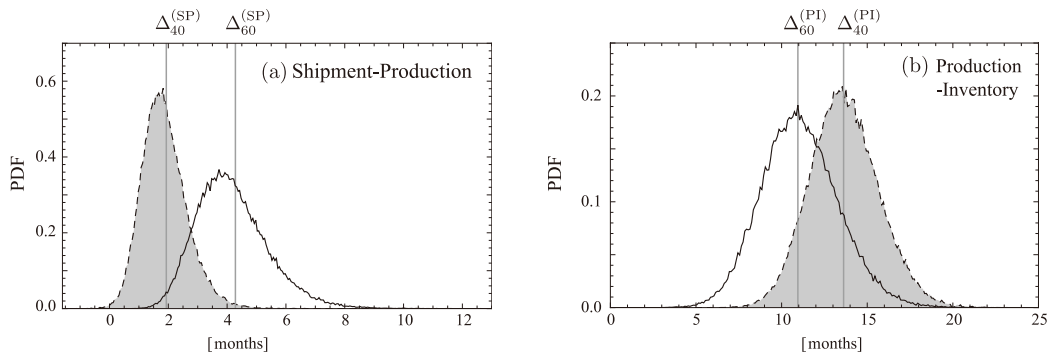 Δ₄₀^(SP) Δ₆₀^(SP)
(a) Shipment-Production
PDF
0.6
0.4
0.2
0.0
0 2 4 6 8 10 12
[months]
Δ₆₀^(PI) Δ₄₀^(PI)
(b) Production
-Inventory
PDF
0.2
0.1
0.0
0 5 10 15 20 25
[months]